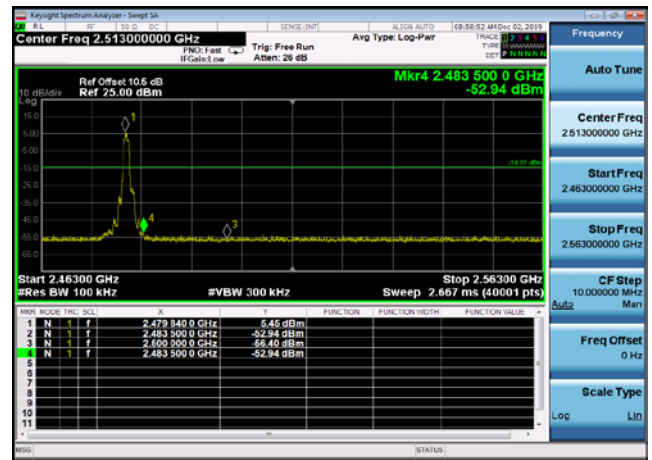 Keysight Spectrum Analyzer - Swept SA
RL RF 50 Ω DC SENSE:INT ALIGN AUTO 08:58:52 AM Dec 02, 2019
Center Freq 2.513000000 GHz Avg Type: Log-Pwr TRACE 1 2 3 4 5 6 Frequency
PNO: Fast Trig: Free Run TYPE
IFGain:Low Atten: 26 dB DET P N N N N N
Auto Tune
Mkr4 2.483 500 0 GHz
Ref Offset 10.5 dB
10 dB/div Ref 25.00 dBm -52.94 dBm
Log
15.0
5.00
-5.00
-15.0
-25.0
-35.0
-45.0
-55.0
-65.0
1
4
3
-14.81 dBm
Center Freq
2.513000000 GHz
Start Freq
2.463000000 GHz
Stop Freq
2.563000000 GHz
Start 2.46300 GHz Stop 2.56300 GHz
#Res BW 100 kHz #VBW 300 kHz Sweep 2.667 ms (40001 pts)
CF Step
10.000000 MHz
Auto Man
MKR MODE TRC SCL X Y FUNCTION FUNCTION WIDTH FUNCTION VALUE
1 N 1 f 2.479 840 0 GHz 5.45 dBm
2 N 1 f 2.483 500 0 GHz -52.94 dBm
3 N 1 f 2.500 000 0 GHz -56.40 dBm
4 N 1 f 2.483 500 0 GHz -52.94 dBm
5
6
7
8
9
10
11
Freq Offset
0 Hz
Scale Type
Log Lin
MSG STATUS